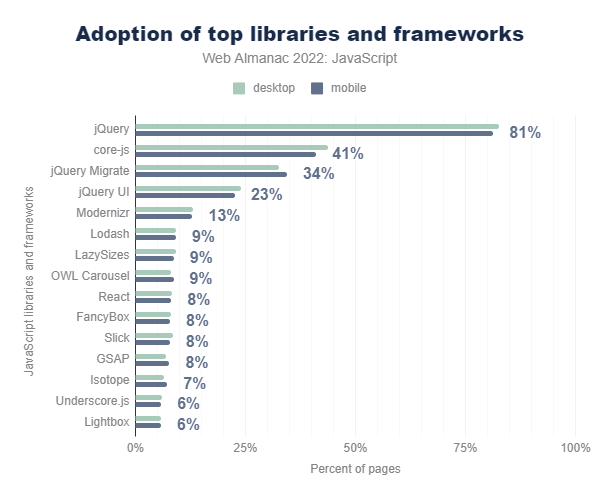 Adoption of top libraries and frameworks
Web Almanac 2022: JavaScript
desktop mobile
JavaScript libraries and frameworks
jQuery 81%
core-js 41%
jQuery Migrate 34%
jQuery UI 23%
Modernizr 13%
Lodash 9%
LazySizes 9%
OWL Carousel 9%
React 8%
FancyBox 8%
Slick 8%
GSAP 8%
Isotope 7%
Underscore.js 6%
Lightbox 6%
0% 25% 50% 75% 100%
Percent of pages